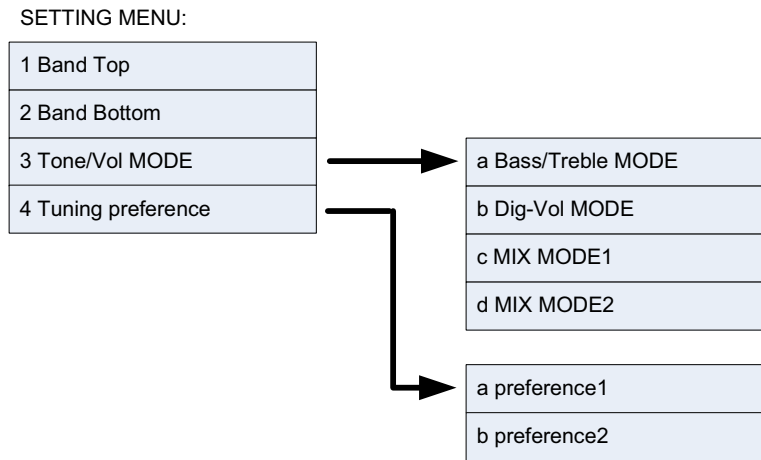 SETTING MENU:
1 Band Top
2 Band Bottom
3 Tone/Vol MODE
4 Tuning preference
a Bass/Treble MODE
b Dig-Vol MODE
c MIX MODE1
d MIX MODE2
a preference1
b preference2